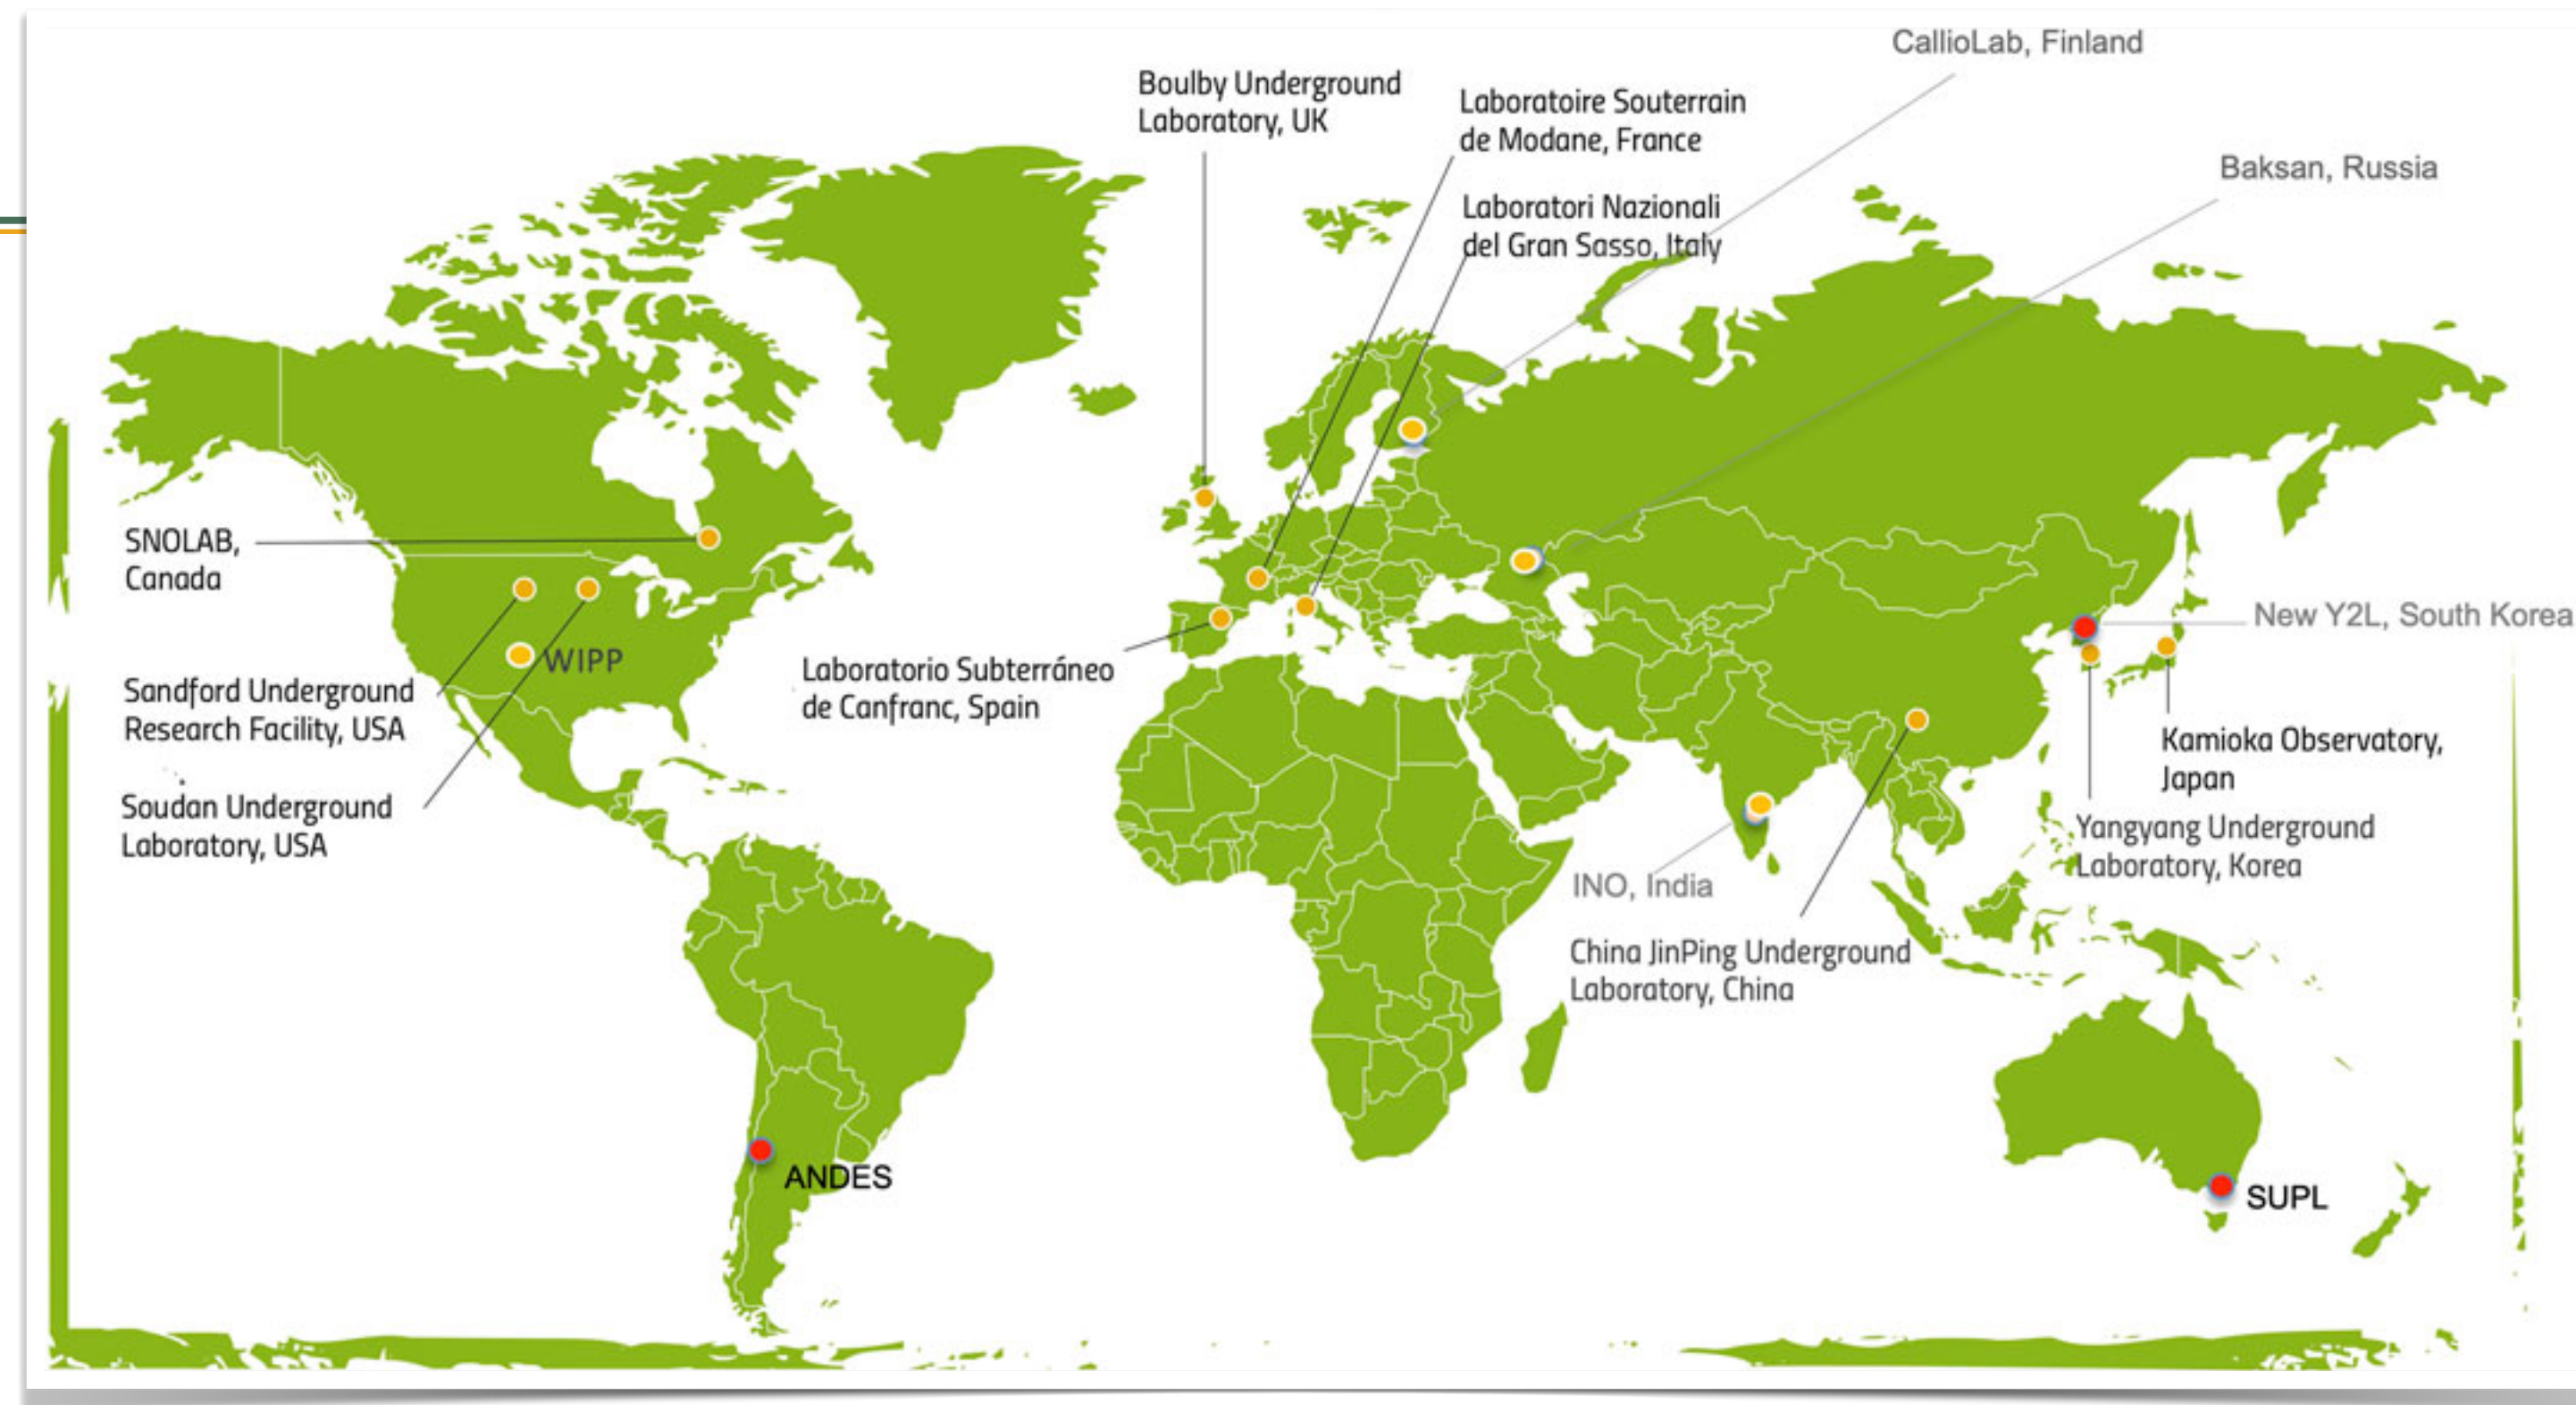 CallioLab, Finland
Boulby Underground
Laboratory, UK
Laboratoire Souterrain
de Modane, France
Baksan, Russia
Laboratori Nazionali
del Gran Sasso, Italy
SNOLAB,
Canada
New Y2L, South Korea
WIPP
Laboratorio Subterráneo
de Canfranc, Spain
Sandford Underground
Research Facility, USA
Kamioka Observatory,
Japan
Soudan Underground
Laboratory, USA
Yangyang Underground
Laboratory, Korea
INO, India
China JinPing Underground
Laboratory, China
ANDES
SUPL